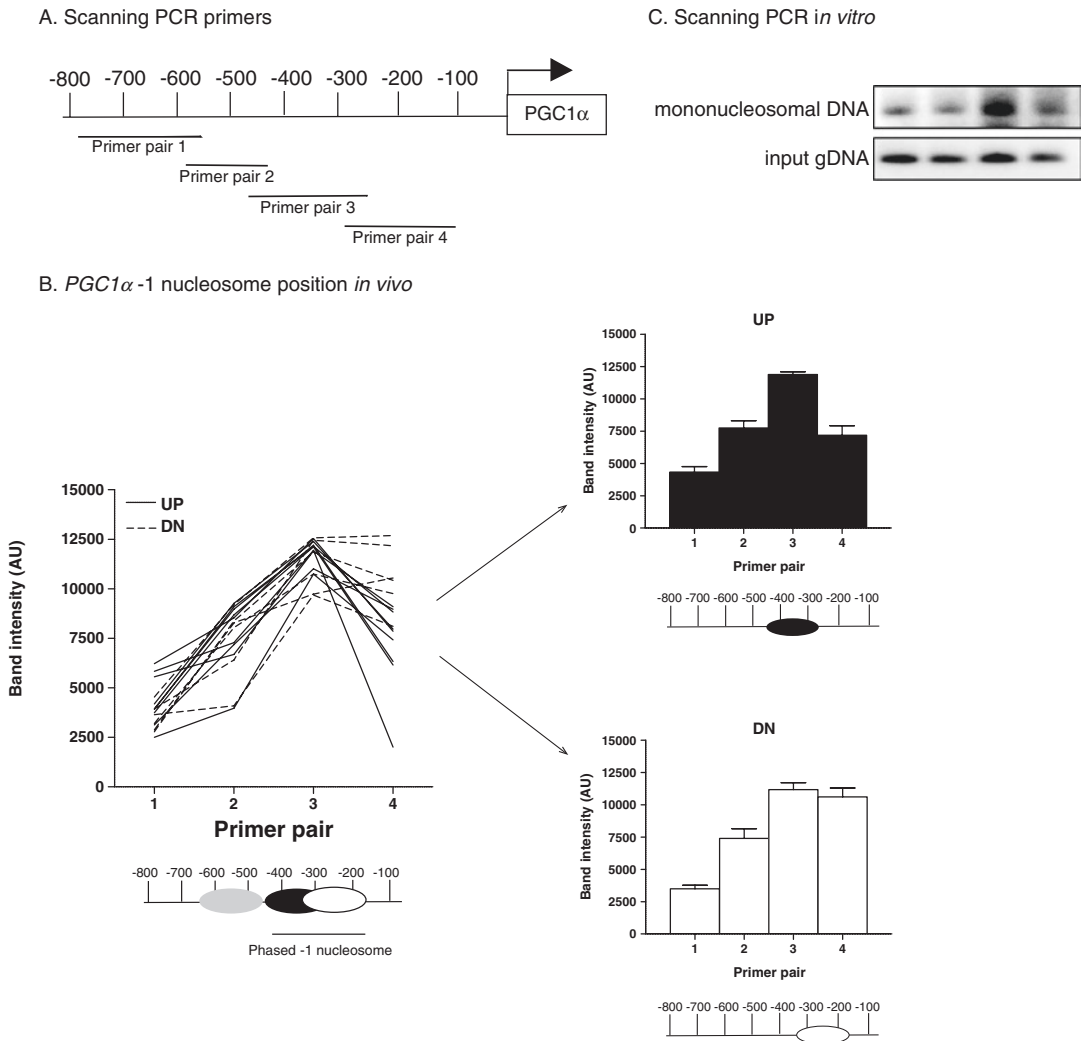 A. Scanning PCR primers
-800 -700 -600 -500 -400 -300 -200 -100
PGC1α
Primer pair 1
Primer pair 2
Primer pair 3
Primer pair 4
C. Scanning PCR in vitro
mononucleosomal DNA
input gDNA
B. PGC1α -1 nucleosome position in vivo
15000
12500
10000
7500
5000
2500
0
Band intensity (AU)
UP
DN
1 2 3 4
Primer pair
-800 -700 -600 -500 -400 -300 -200 -100
Phased -1 nucleosome
UP
15000
12500
10000
7500
5000
2500
0
Band intensity (AU)
1 2 3 4
Primer pair
-800 -700 -600 -500 -400 -300 -200 -100
DN
15000
12500
10000
7500
5000
2500
0
Band intensity (AU)
1 2 3 4
Primer pair
-800 -700 -600 -500 -400 -300 -200 -100